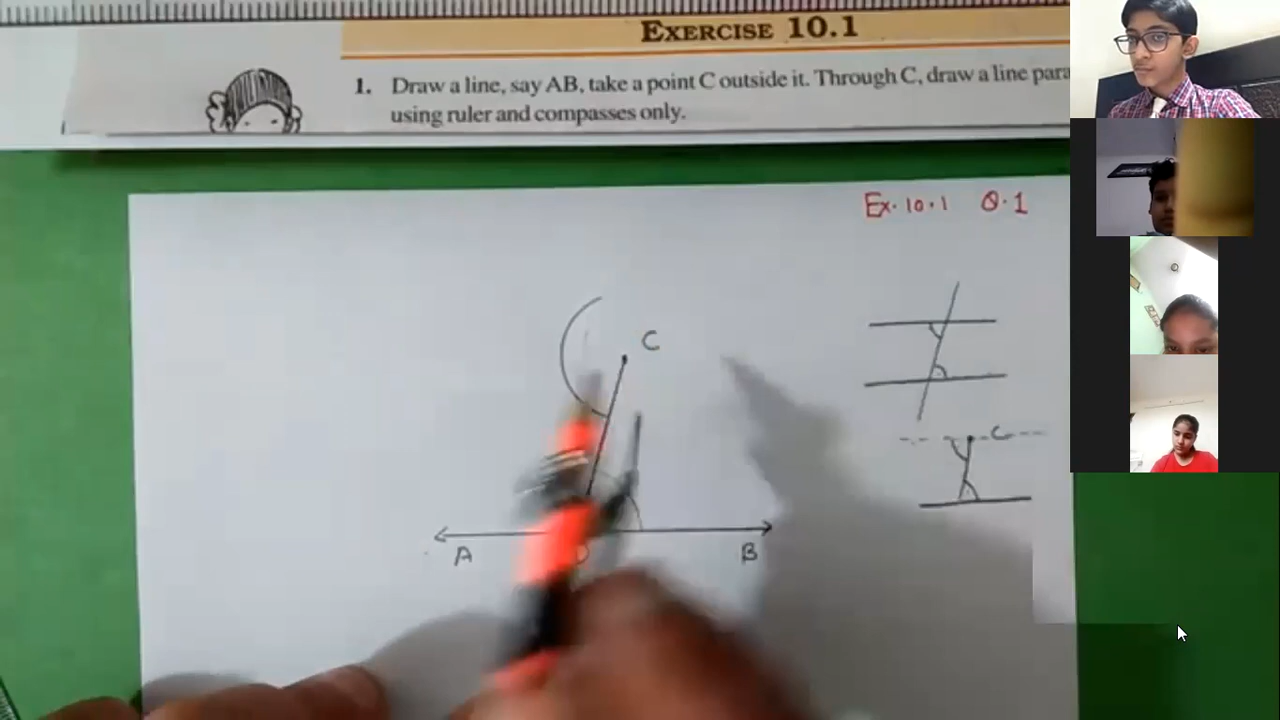 EXERCISE 10.1
1. Draw a line, say AB, take a point C outside it. Through C, draw a line para
using ruler and compasses only.
Ex. 10.1 Q.1
C
C
A B